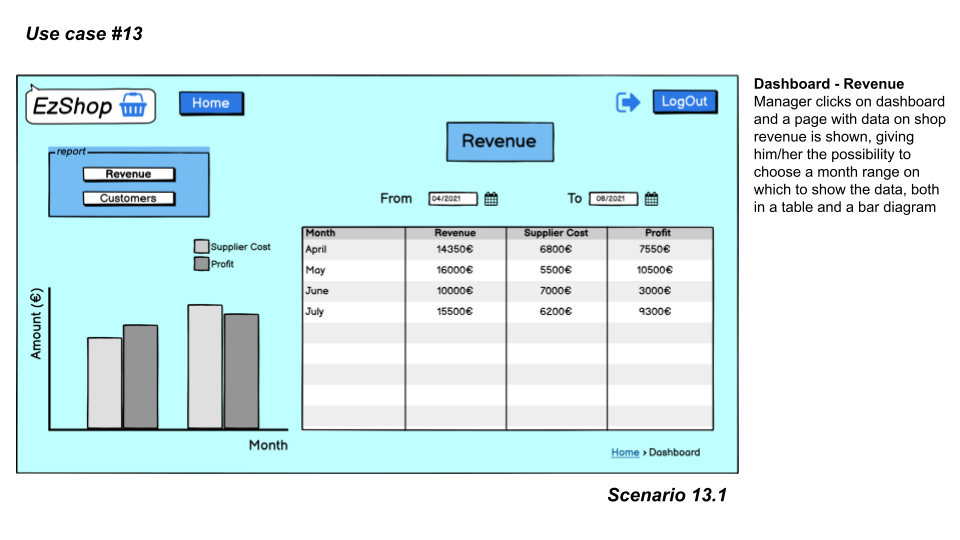 Use case #13
EzShop
Home
LogOut
Revenue
report
Revenue
Customers
From 04/2021 To 08/2021
Supplier Cost
Profit
Amount (€)
Month
Month Revenue Supplier Cost Profit
April 14350€ 6800€ 7550€
May 16000€ 5500€ 10500€
June 10000€ 7000€ 3000€
July 15500€ 6200€ 9300€
Home > Dashboard
Dashboard - Revenue
Manager clicks on dashboard
and a page with data on shop
revenue is shown, giving
him/her the possibility to
choose a month range on
which to show the data, both
in a table and a bar diagram
Scenario 13.1